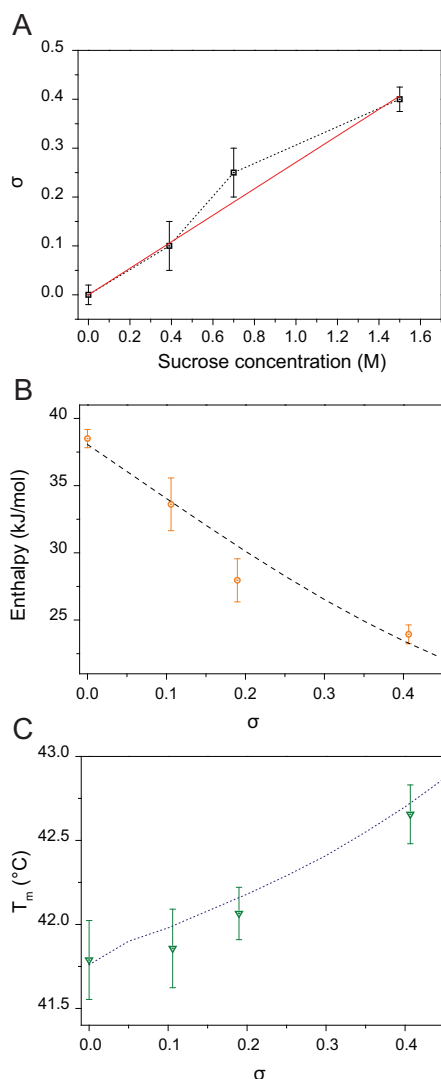 A
0.5
0.4
0.3
0.2
0.1
0.0
σ
0.0 0.2 0.4 0.6 0.8 1.0 1.2 1.4 1.6
Sucrose concentration (M)
B
40
35
30
25
Enthalpy (kJ/mol)
0.0 0.1 0.2 0.3 0.4
σ
C
43.0
42.5
42.0
41.5
Tm (°C)
0.0 0.1 0.2 0.3 0.4
σ